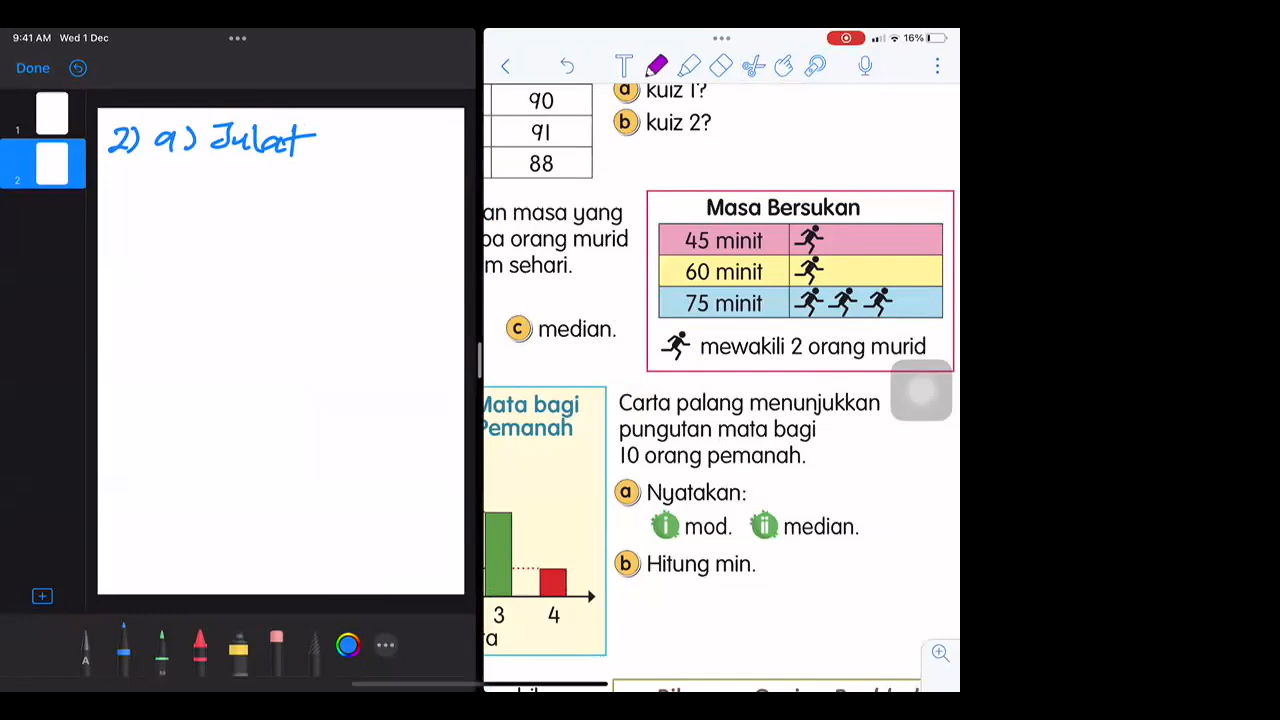 9:41 AM Wed 1 Dec
Done
1
2
2) a) Julat
A
16%
T
90
91
88
a kuiz 1?
b kuiz 2?
an masa yang
pa orang murid
m sehari.
c median.
Masa Bersukan
45 minit
60 minit
75 minit
mewakili 2 orang murid
Mata bagi
Pemanah
3 4
ra
Carta palang menunjukkan
pungutan mata bagi
10 orang pemanah.
a Nyatakan:
i mod. ii median.
b Hitung min.